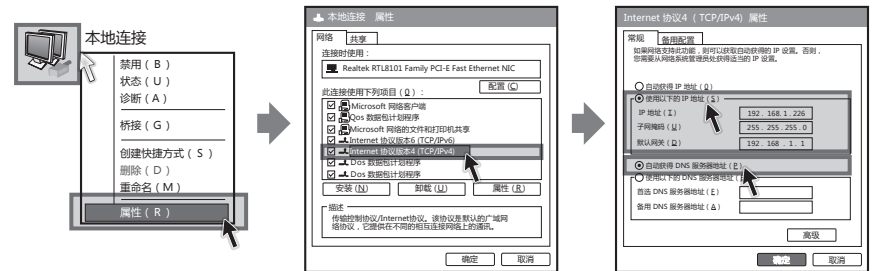 本地连接
禁用 ( B )
状态 ( U )
诊断 ( A )
桥接 ( G )
创建快捷方式 ( S )
删除 ( D )
重命名 ( M )
属性 ( R )
本地连接 属性
网络 共享
连接时使用：
Realtek RTL8101 Family PCI-E Fast Ethernet NIC
配置 (C)
此连接使用下列项目 ( Q ) :
Microsoft 网络客户端
Qos 数据包计划程序
Microsoft 网络的文件和打印机共享
Internet 协议版本6 (TCP/IPv6)
Internet 协议版本4 (TCP/IPv4)
Dos 数据包计划程序
Dos 数据包计划程序
安装 (N) 卸载 (U) 属性 (R)
描述
传输控制协议/Internet协议。该协议是默认的广域网
络协议，它提供在不同的相互连接网络上的通讯。
确定 取消
Internet 协议4 ( TCP/IPv4) 属性
常规 备用配置
如果网络支持此功能，则可以获取自动获得的 IP 设置。否则，
您需要从网络系统管理员处获得适当的 IP 设置。
自动获得 IP 地址 ( O )
使用以下的 IP 地址 ( S )
IP 地址 ( I ) 192. 168. 1 . 226
子网掩码 ( U ) 255 . 255 . 255 . 0
默认网关 ( D ) 192 . 168 . 1 . 1
自动获得 DNS 服务器地址 ( P )
使用以下的 DNS 服务器地址 (
首选 DNS 服务器地址 ( E )
备用 DNS 服务器地址 ( A )
高级
确定 取消